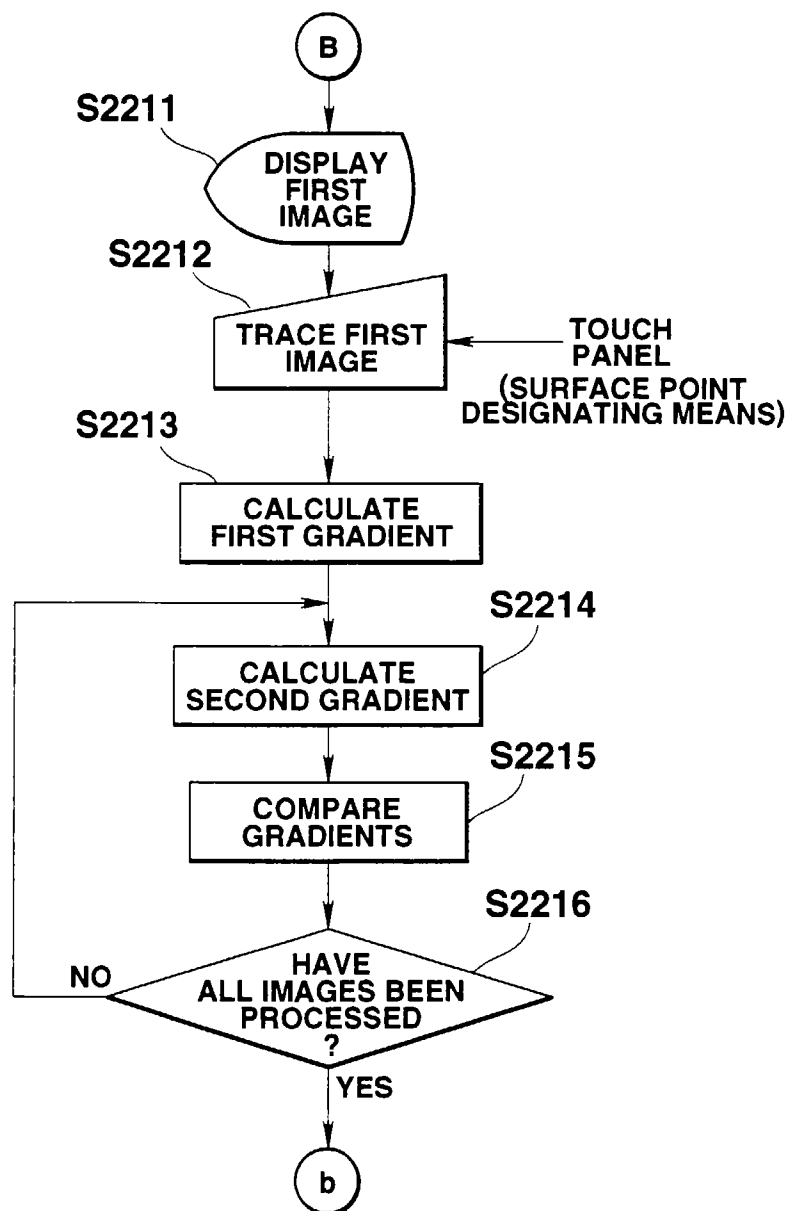 B
S2211
DISPLAY
FIRST
IMAGE
S2212
TRACE FIRST
IMAGE
TOUCH
PANEL
(SURFACE POINT
DESIGNATING MEANS)
S2213
CALCULATE
FIRST GRADIENT
S2214
CALCULATE
SECOND GRADIENT
S2215
COMPARE
GRADIENTS
S2216
HAVE
ALL IMAGES BEEN
PROCESSED
?
NO
YES
b